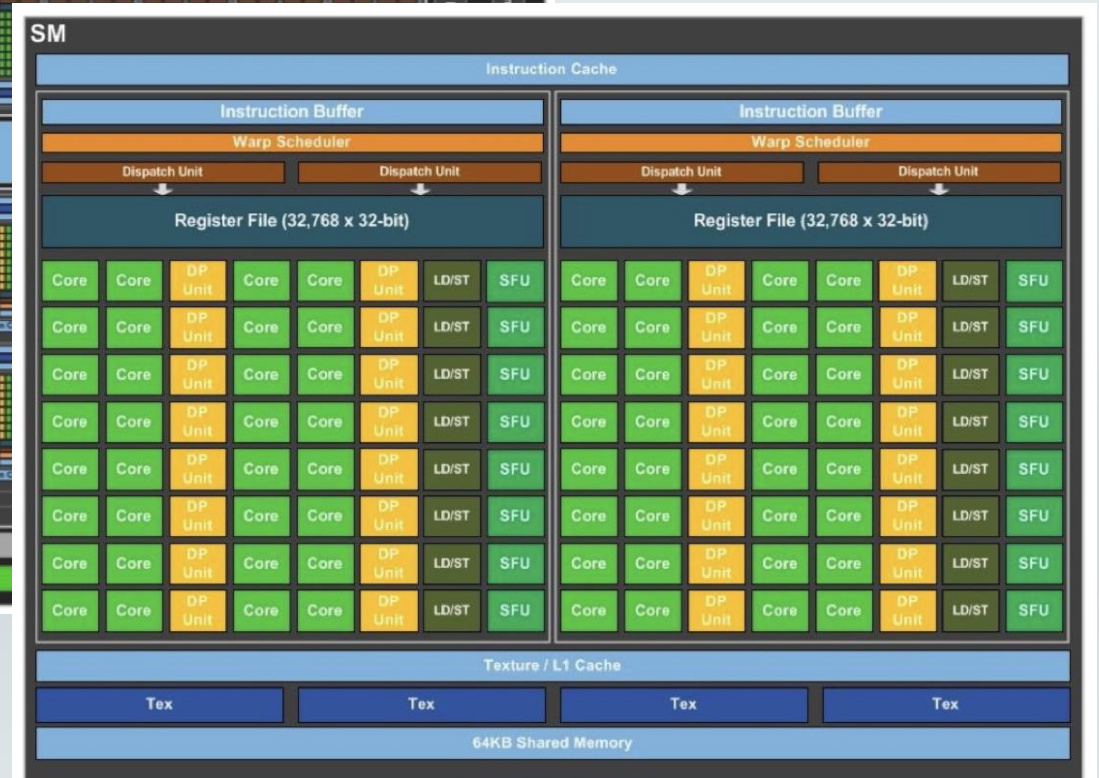 SM
Instruction Cache
Instruction Buffer Instruction Buffer
Warp Scheduler Warp Scheduler
Dispatch Unit Dispatch Unit Dispatch Unit Dispatch Unit
Register File (32,768 x 32-bit) Register File (32,768 x 32-bit)
Core Core DP Unit Core Core DP Unit LD/ST SFU Core Core DP Unit Core Core DP Unit LD/ST SFU
Core Core DP Unit Core Core DP Unit LD/ST SFU Core Core DP Unit Core Core DP Unit LD/ST SFU
Core Core DP Unit Core Core DP Unit LD/ST SFU Core Core DP Unit Core Core DP Unit LD/ST SFU
Core Core DP Unit Core Core DP Unit LD/ST SFU Core Core DP Unit Core Core DP Unit LD/ST SFU
Core Core DP Unit Core Core DP Unit LD/ST SFU Core Core DP Unit Core Core DP Unit LD/ST SFU
Core Core DP Unit Core Core DP Unit LD/ST SFU Core Core DP Unit Core Core DP Unit LD/ST SFU
Core Core DP Unit Core Core DP Unit LD/ST SFU Core Core DP Unit Core Core DP Unit LD/ST SFU
Core Core DP Unit Core Core DP Unit LD/ST SFU Core Core DP Unit Core Core DP Unit LD/ST SFU
Texture / L1 Cache
Tex Tex Tex Tex
64KB Shared Memory